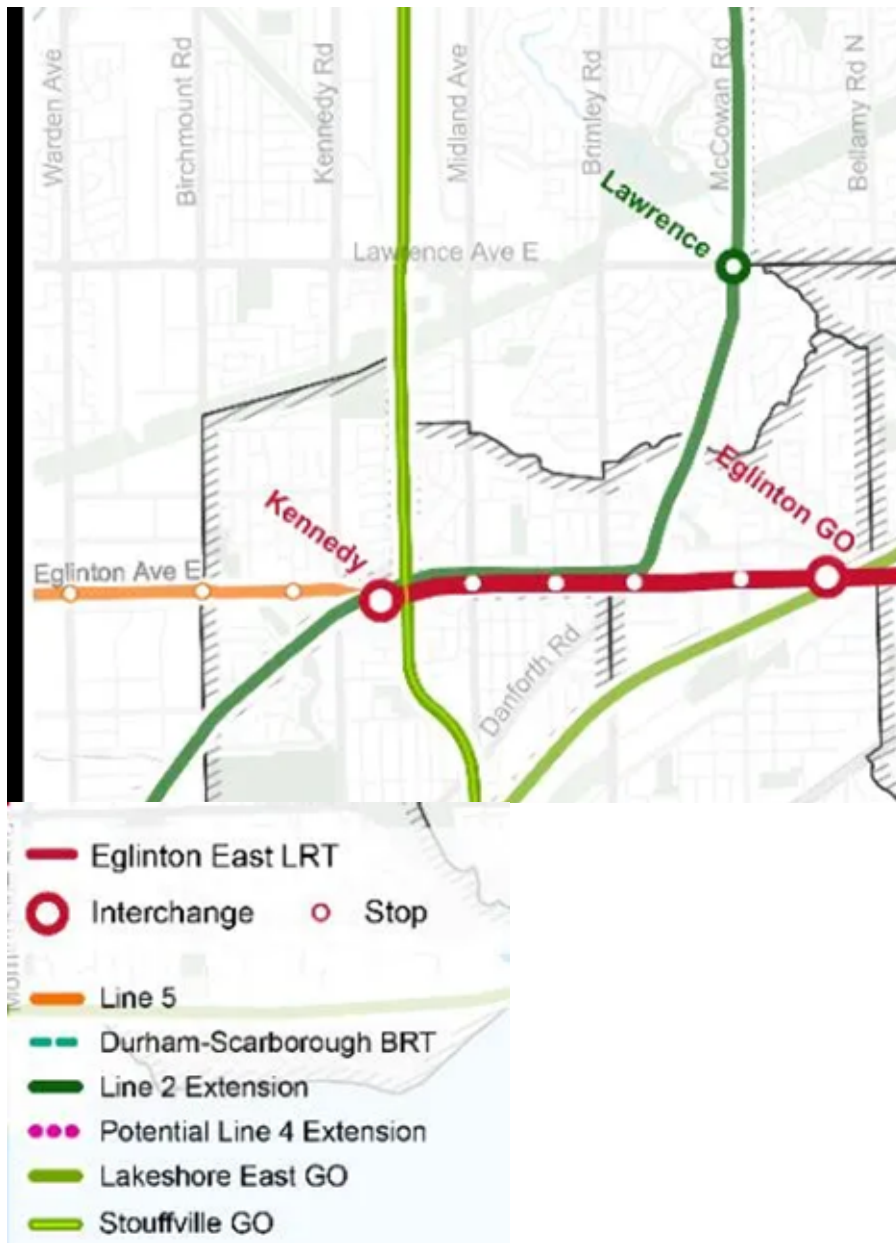 Warden Ave
Birchmount Rd
Kennedy Rd
Midland Ave
Brimley Rd
McCowan Rd
Bellamy Rd N
Lawrence
Lawrence Ave E
Eglinton GO
Kennedy
Eglinton Ave E
Danforth Rd
Eglinton East LRT
Interchange
Stop
Line 5
Durham-Scarborough BRT
Line 2 Extension
Potential Line 4 Extension
Lakeshore East GO
Stouffville GO